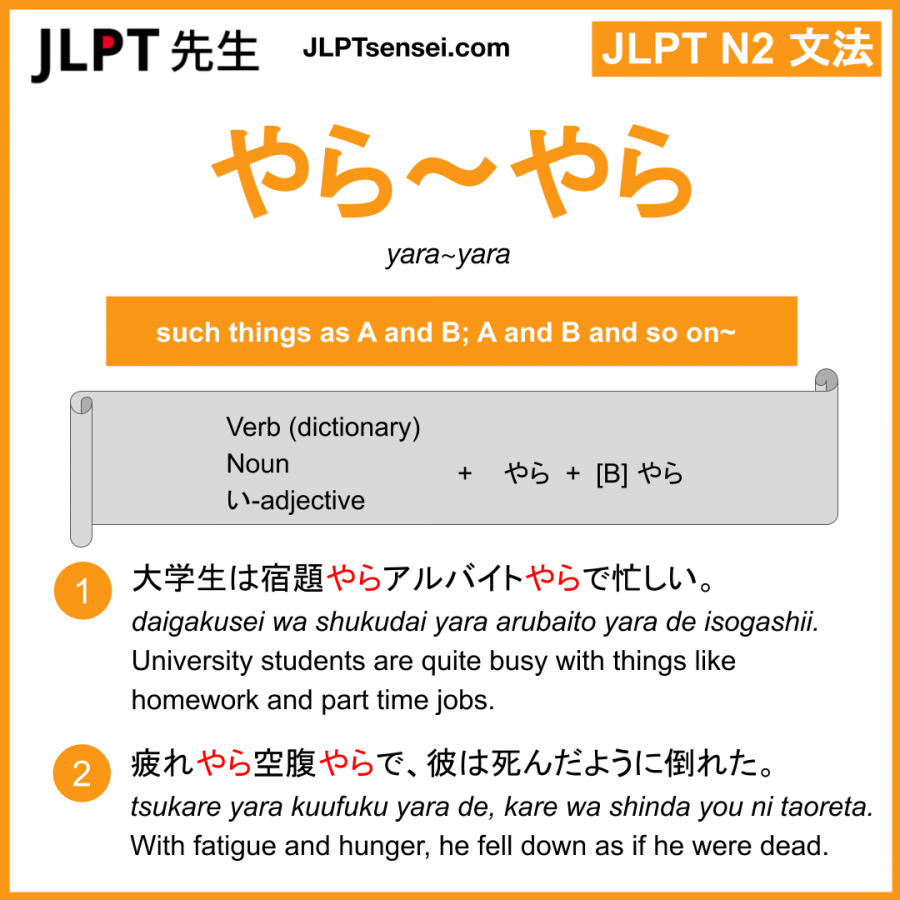 JLPT 先生
JLPTsensei.com
JLPT N2 文法
やら～やら
yara~yara
such things as A and B; A and B and so on~
Verb (dictionary)
Noun
い-adjective
+ やら + [B] やら
1
大学生は宿題やらアルバイトやらで忙しい。
daigakusei wa shukudai yara arubaito yara de isogashii.
University students are quite busy with things like
homework and part time jobs.
2
疲れやら空腹やらで、彼は死んだように倒れた。
tsukare yara kuufuku yara de, kare wa shinda you ni taoreta.
With fatigue and hunger, he fell down as if he were dead.